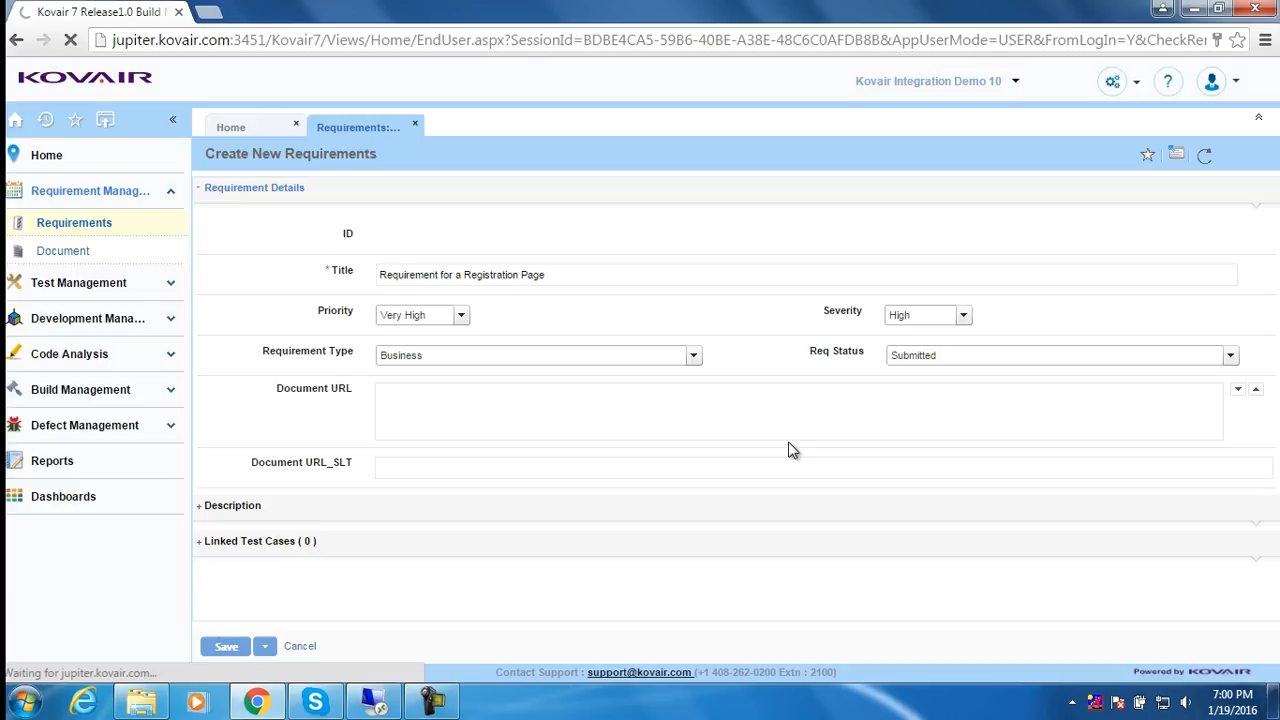 Kovair 7 Release1.0 Build
jupiter.kovair.com:3451/Kovair7/Views/Home/EndUser.aspx?SessionId=BDBE4CA5-59B6-40BE-A38E-48C6C0AFDB8B&AppUserMode=USER&FromLogIn=Y&CheckRer
KOVAIR
Kovair Integration Demo 10
Home
Requirements:...
Create New Requirements
Home
Requirement Manag...
Requirements
Document
Test Management
Development Mana...
Code Analysis
Build Management
Defect Management
Reports
Dashboards
- Requirement Details
ID
* Title Requirement for a Registration Page
Priority Very High Severity High
Requirement Type Business Req Status Submitted
Document URL
Document URL_SLT
+ Description
+ Linked Test Cases ( 0 )
Save Cancel
Waiting for jupiter.kovair.com...
Contact Support : support@kovair.com (+1 408-262-0200 Extn : 2100)
Powered by KOVAIR
7:00 PM
1/19/2016